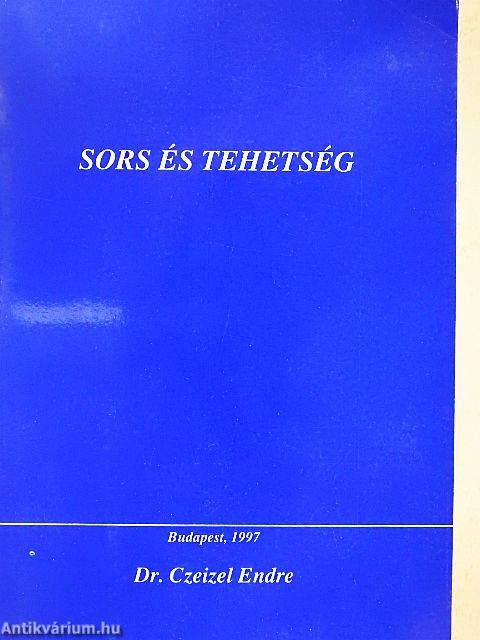 SORS ÉS TEHETSÉG
Budapest, 1997
Dr. Czeizel Endre
Antikvárium.hu